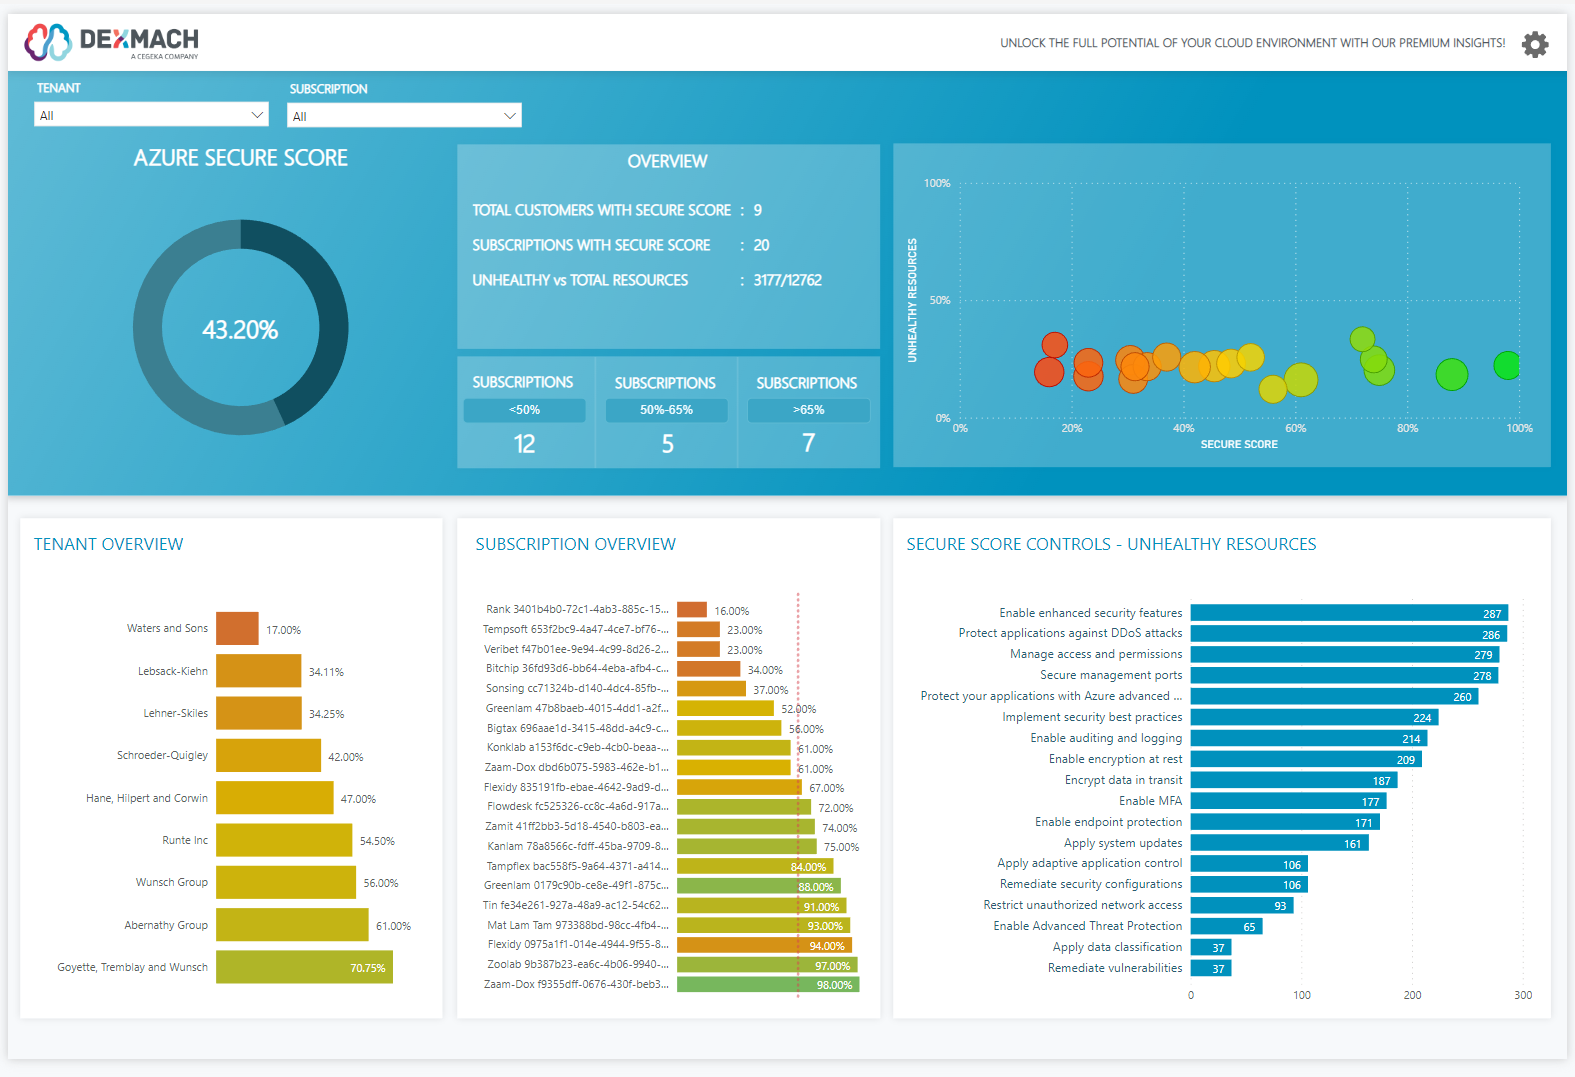 DEXMACH
A CEGEKA COMPANY
UNLOCK THE FULL POTENTIAL OF YOUR CLOUD ENVIRONMENT WITH OUR PREMIUM INSIGHTS!
TENANT
All
SUBSCRIPTION
All
AZURE SECURE SCORE
43.20%
OVERVIEW
TOTAL CUSTOMERS WITH SECURE SCORE : 9
SUBSCRIPTIONS WITH SECURE SCORE : 20
UNHEALTHY vs TOTAL RESOURCES : 3177/12762
SUBSCRIPTIONS
<50%
12
SUBSCRIPTIONS
50%-65%
5
SUBSCRIPTIONS
>65%
7
UNHEALTHY RESOURCES
100%
50%
0%
0% 20% 40% 60% 80% 100%
SECURE SCORE
TENANT OVERVIEW
Waters and Sons 17.00%
Lebsack-Kiehn 34.11%
Lehner-Skiles 34.25%
Schroeder-Quigley 42.00%
Hane, Hilpert and Corwin 47.00%
Runte Inc 54.50%
Wunsch Group 56.00%
Abernathy Group 61.00%
Goyette, Tremblay and Wunsch 70.75%
SUBSCRIPTION OVERVIEW
Rank 3401b4b0-72c1-4ab3-885c-15... 16.00%
Tempsoft 653f2bc9-4a47-4ce7-bf76-... 23.00%
Veribet f47b01ee-9e94-4c99-8d26-2... 23.00%
Bitchip 36fd93d6-bb64-4eba-afb4-c... 34.00%
Sonsing cc71324b-d140-4dc4-85fb-... 37.00%
Greenlam 47b8baeb-4015-4dd1-a2f... 52.00%
Bigtax 696aae1d-3415-48dd-a4c9-c... 56.00%
Konklab a153f6dc-c9eb-4cb0-beaa-... 61.00%
Zaam-Dox dbd6b075-5983-462e-b1... 61.00%
Flexidy 835191fb-ebae-4642-9ad9-d... 67.00%
Flowdesk fc525326-cc8c-4a6d-917a... 72.00%
Zamit 41ff2bb3-5d18-4540-b803-ea... 74.00%
Kanlam 78a8566c-fdff-45ba-9709-8... 75.00%
Tampflex bac558f5-9a64-4371-a414... 84.00%
Greenlam 0179c90b-ce8e-49f1-875c... 88.00%
Tin fe34e261-927a-48a9-ac12-54c62... 91.00%
Mat Lam Tam 973388bd-98cc-4fb4-... 93.00%
Flexidy 0975a1f1-014e-4944-9f55-8... 94.00%
Zoolab 9b387b23-ea6c-4b06-9940-... 97.00%
Zaam-Dox f9355dff-0676-430f-beb3... 98.00%
SECURE SCORE CONTROLS - UNHEALTHY RESOURCES
Enable enhanced security features 287
Protect applications against DDoS attacks 286
Manage access and permissions 279
Secure management ports 278
Protect your applications with Azure advanced ... 260
Implement security best practices 224
Enable auditing and logging 214
Enable encryption at rest 209
Encrypt data in transit 187
Enable MFA 177
Enable endpoint protection 171
Apply system updates 161
Apply adaptive application control 106
Remediate security configurations 106
Restrict unauthorized network access 93
Enable Advanced Threat Protection 65
Apply data classification 37
Remediate vulnerabilities 37
0 100 200 300